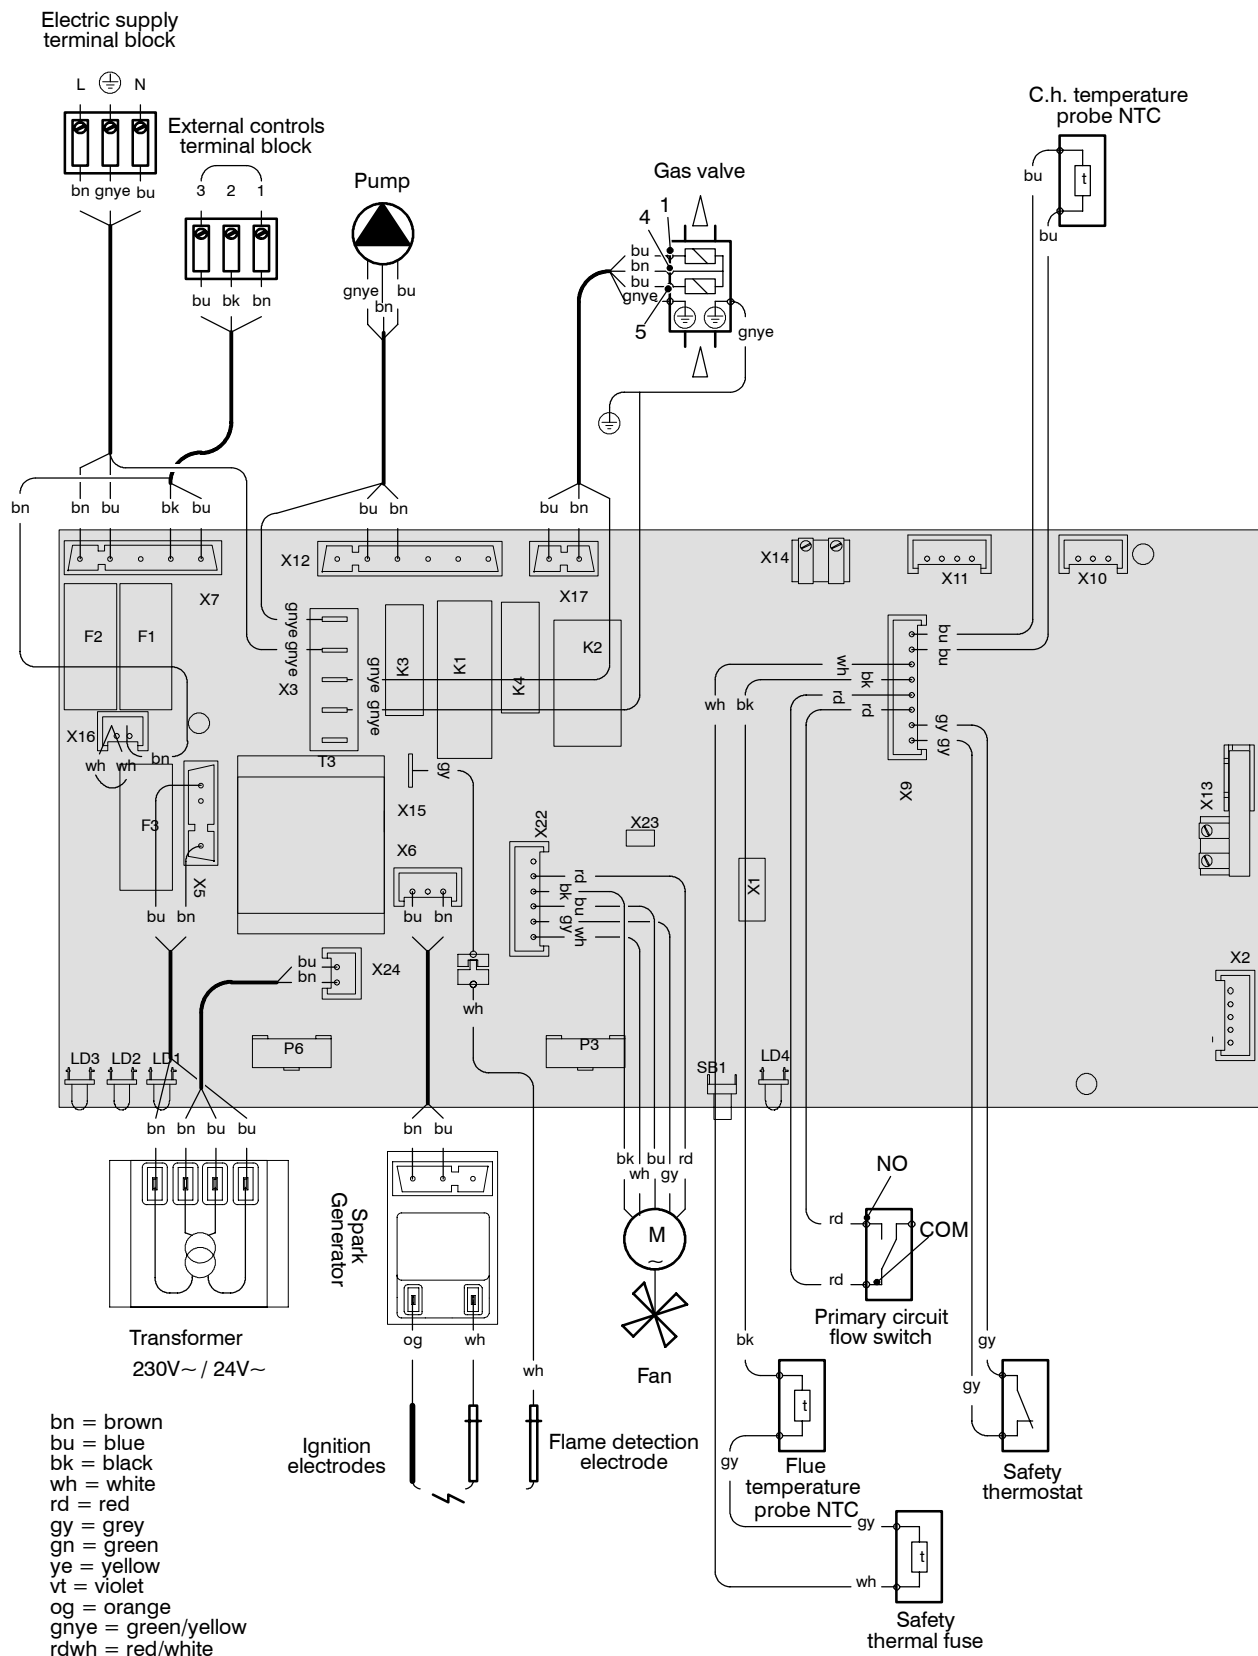 Electric supply
terminal block
L N
bn gnye bu
External controls
terminal block
3 2 1
bu bk bn
Pump
gnye bn bu
Gas valve
1
4
bu
bn
bu
gnye
5
gnye
C.h. temperature
probe NTC
t
bu
bu
bn bn bu bk bu
bu bn
bu bn
X7
X12
X17
X14
X11
X10
F2 F1
gnye gnye
X3
gnye gnye
K3
K1
K4
K2
wh
bk
rd
rd
bu bu
gy gy
X9
wh bk
X16
wh wh bn
F3
X5
T3
gy
X15
X6
bu bn
X22
rd
bk
bu
gy
wh
X23
X1
X13
X2
bu bn
bu
bn
X24
wh
P6
P3
LD3 LD2 LD1
SB1
LD4
bn bn bu bu
bn bu
bk wh bu gy rd
Transformer
230V~ / 24V~
Spark
Generator
og wh
wh
M
~
Fan
NO
COM
rd
rd
Primary circuit
flow switch
bk
t
gy
Flue
temperature
probe NTC
gy
gy
Safety
thermostat
gy
wh
t
Safety
thermal fuse
Ignition
electrodes
Flame detection
electrode
bn = brown
bu = blue
bk = black
wh = white
rd = red
gy = grey
gn = green
ye = yellow
vt = violet
og = orange
gnye = green/yellow
rdwh = red/white